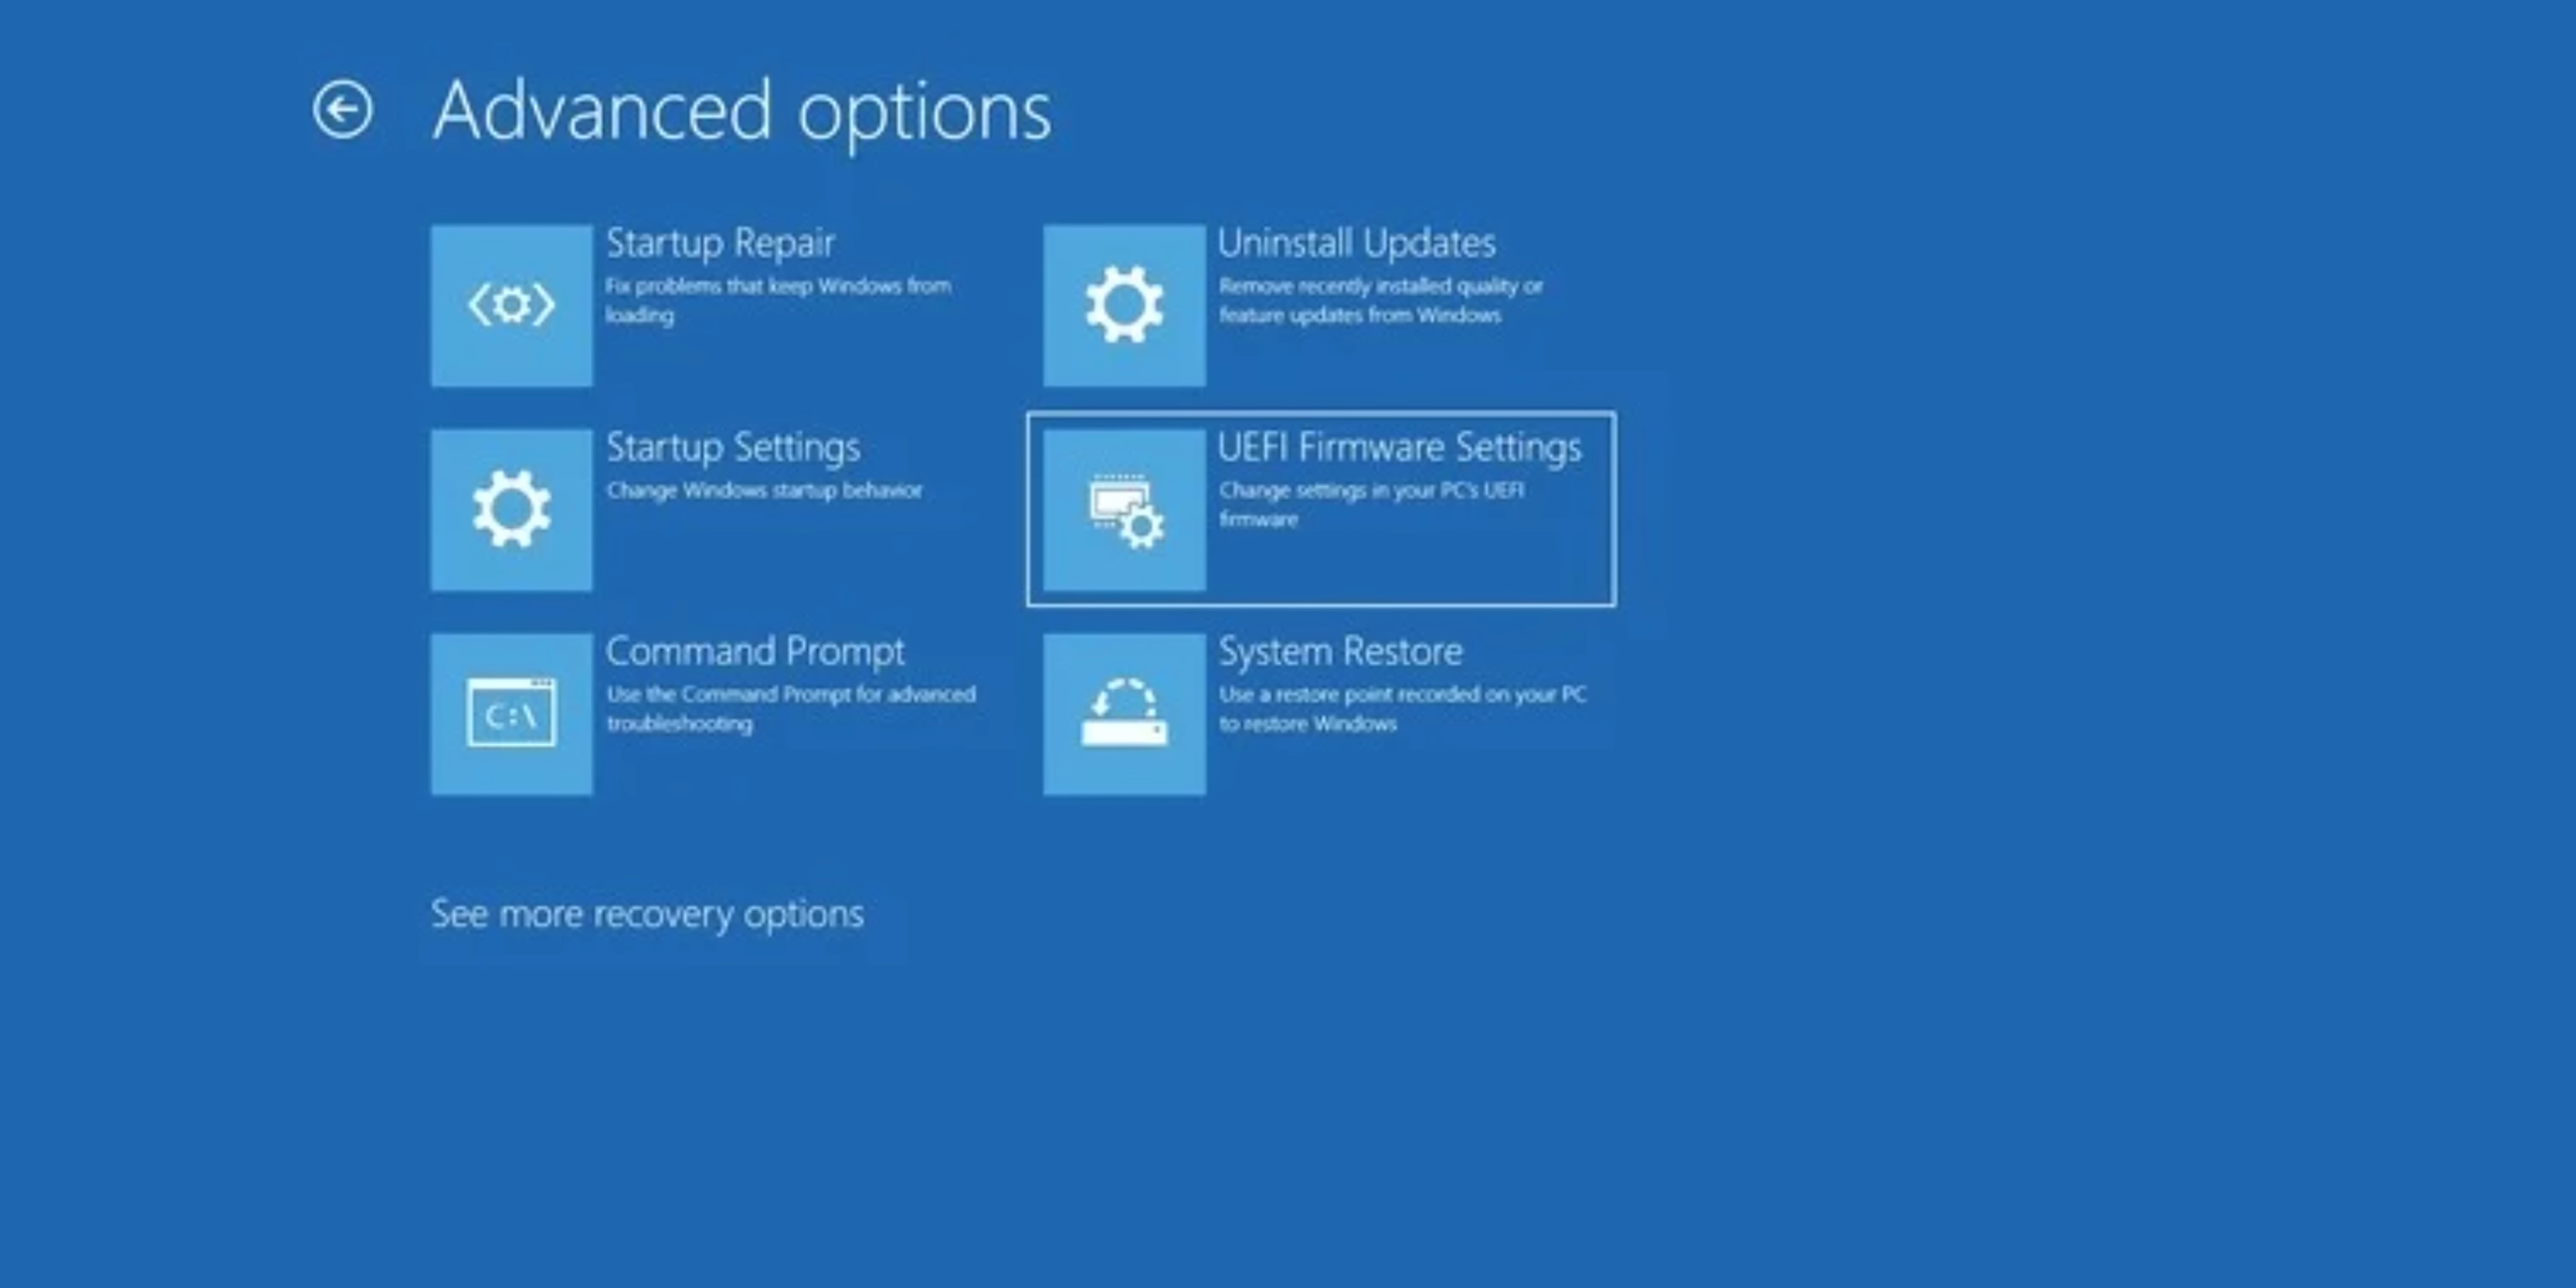 Advanced options
Startup Repair
Fix problems that keep Windows from
loading
Uninstall Updates
Remove recently installed quality or
feature updates from Windows
Startup Settings
Change Windows startup behavior
UEFI Firmware Settings
Change settings in your PC's UEFI
firmware
Command Prompt
Use the Command Prompt for advanced
troubleshooting
C:\
System Restore
Use a restore point recorded on your PC
to restore Windows
See more recovery options